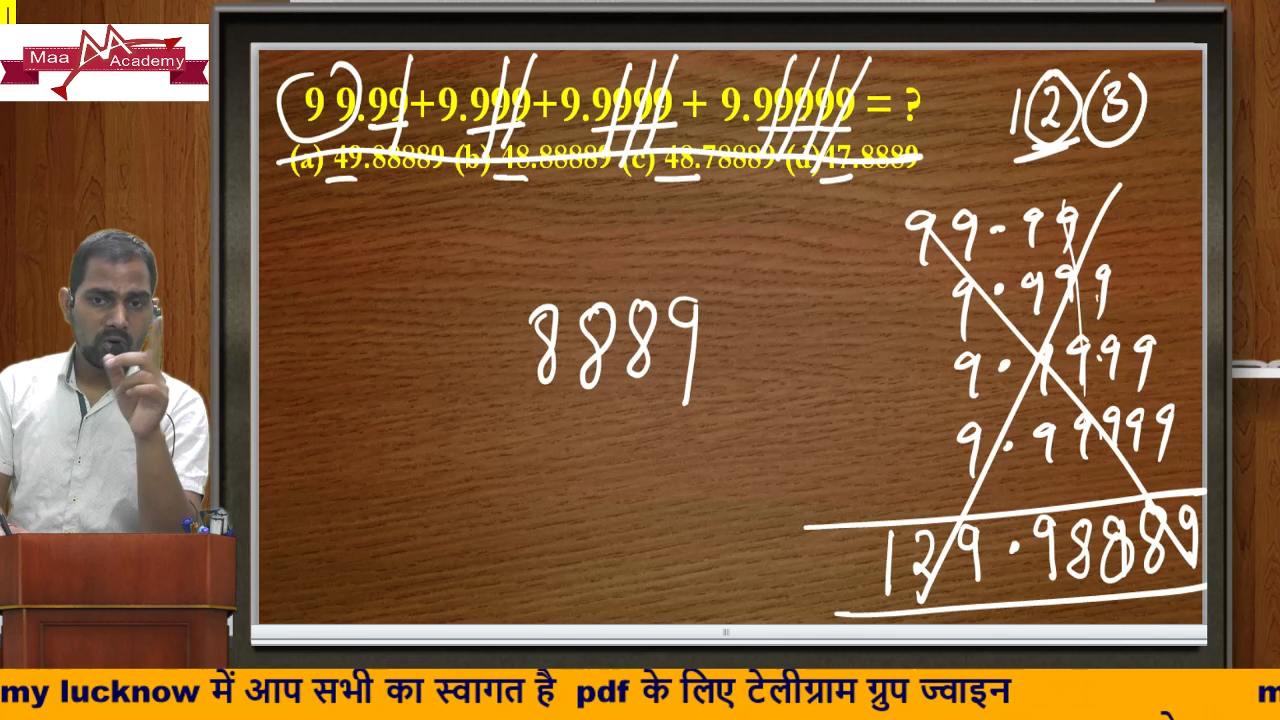 Maa Academy
9 9.99+9.999+9.9999 + 9.99999 = ?
(a) 49.88889 (b) 48.88889 (c) 48.78889 (d) 47.8889
1 2 3
99.99
9.999
9.9999
9.99999
129.98889
8889
my lucknow में आप सभी का स्वागत है pdf के लिए टेलीग्राम ग्रुप ज्वाइन